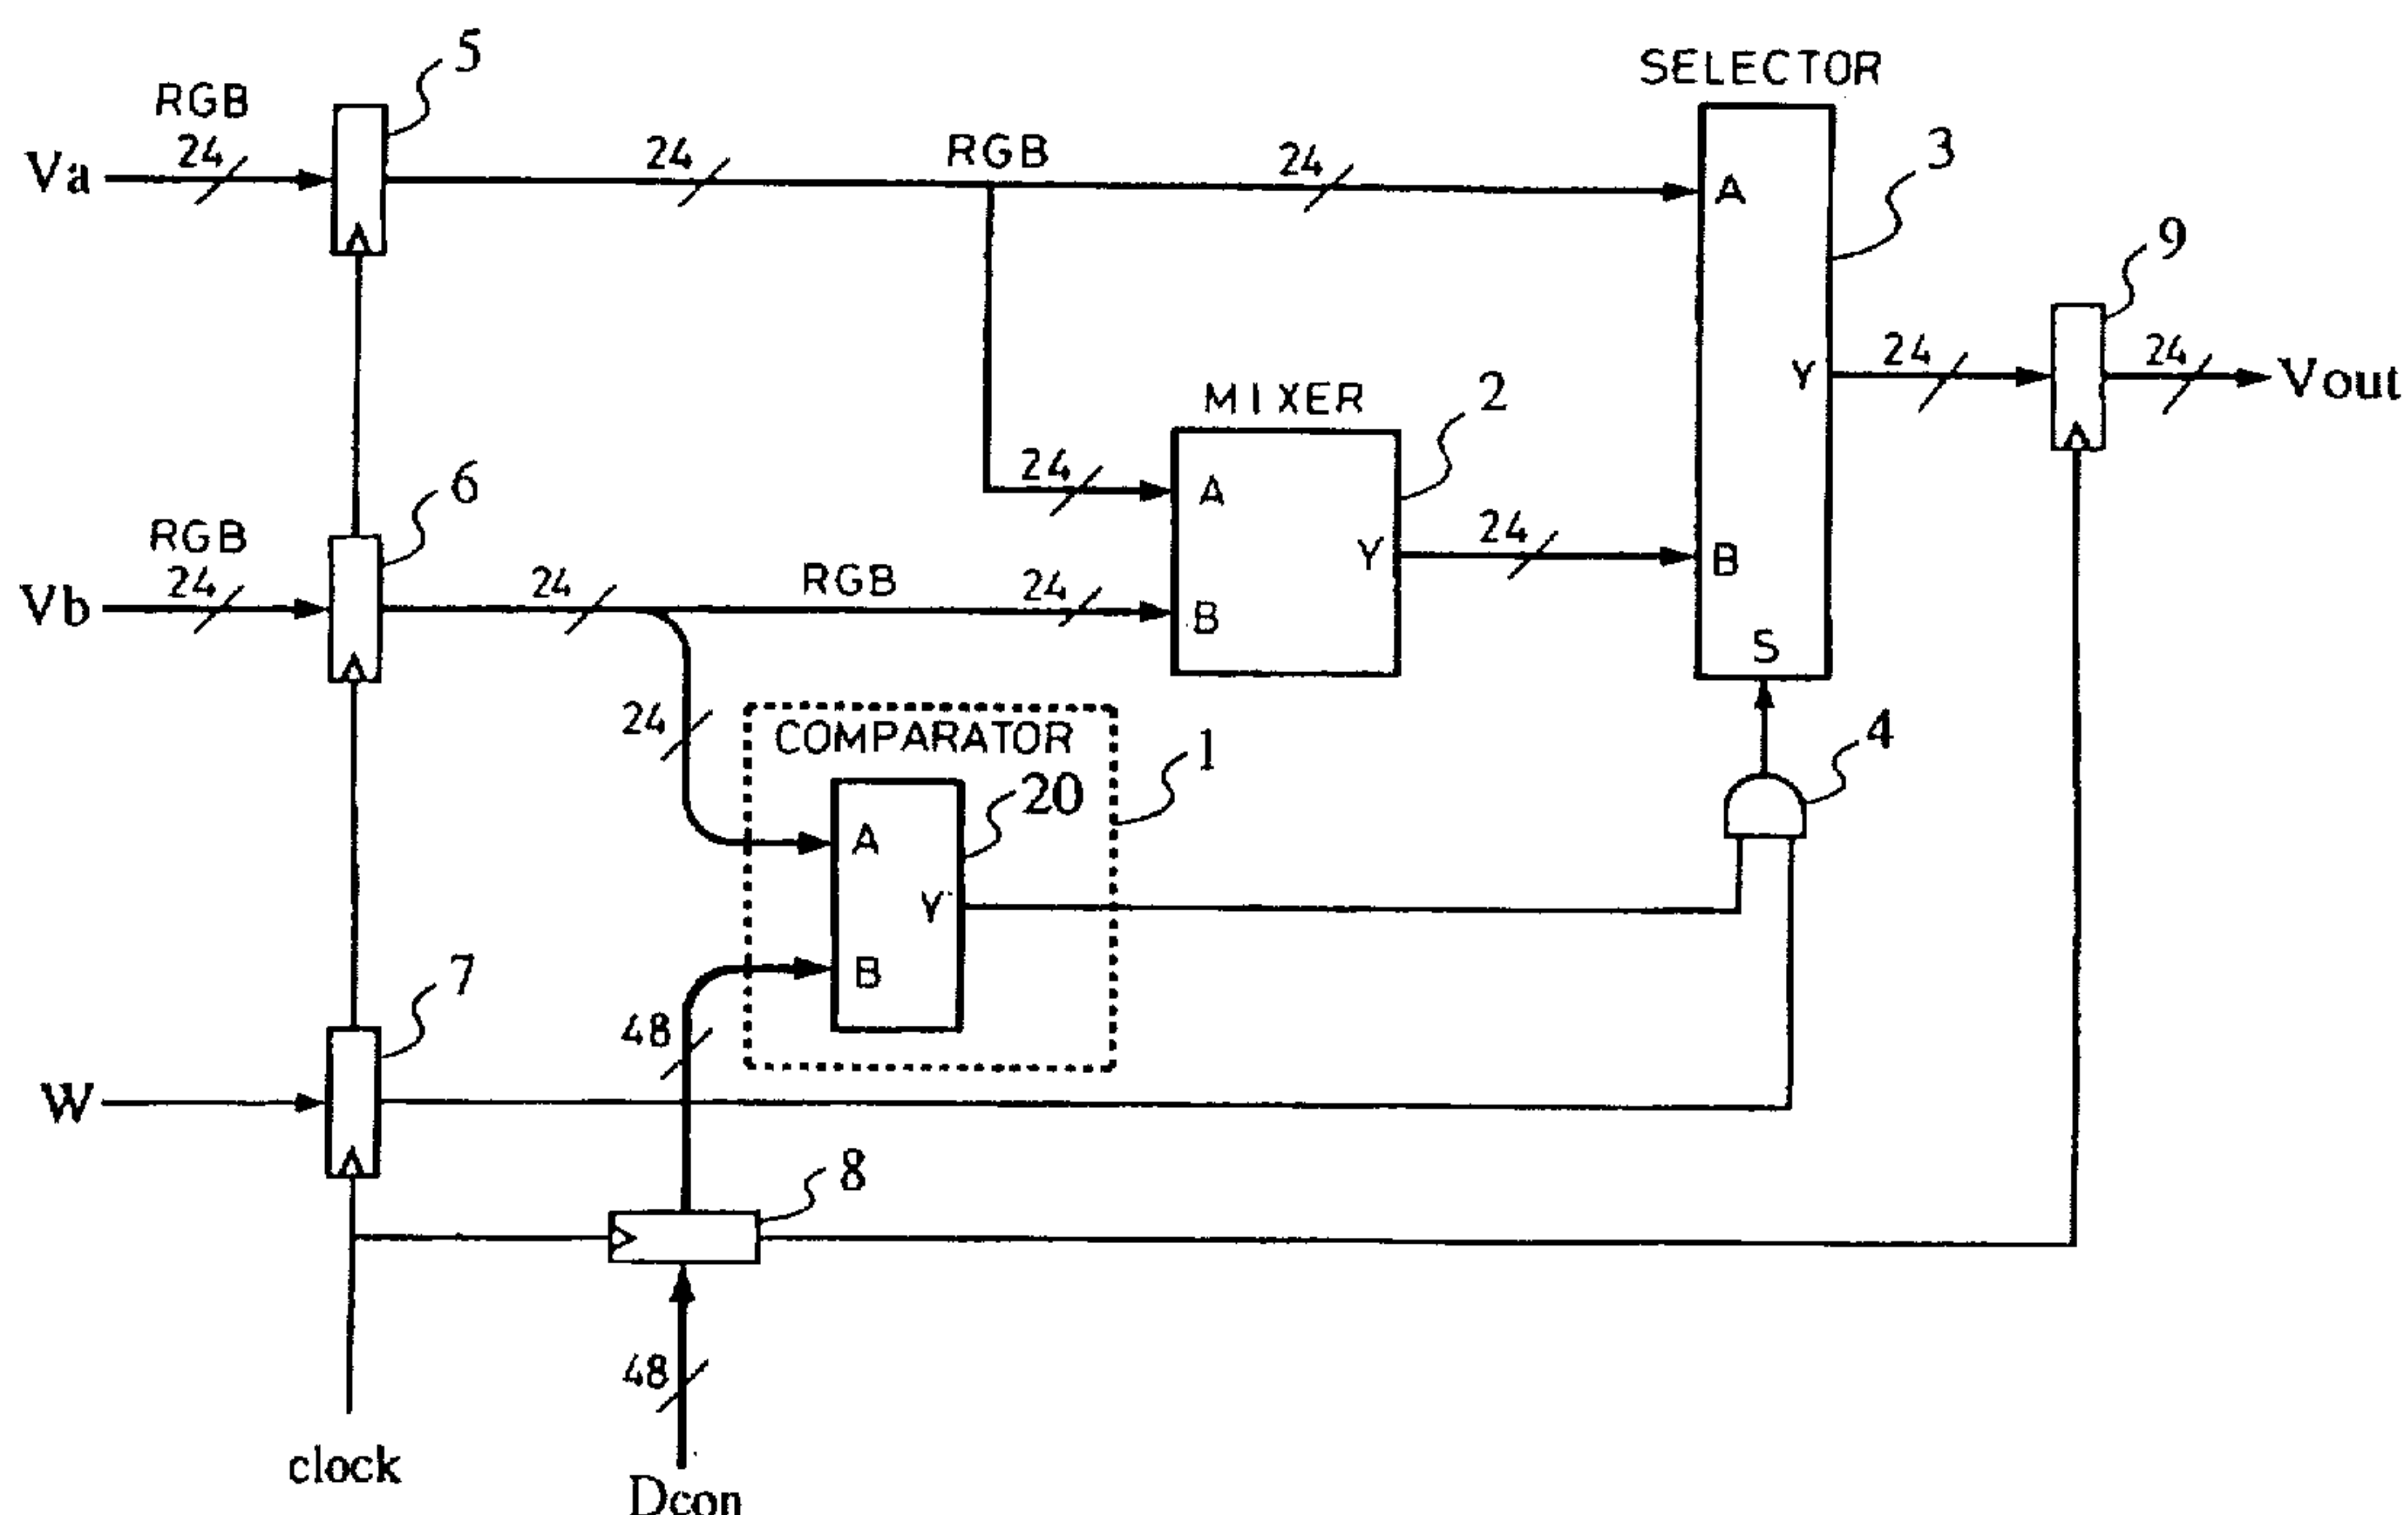 5
SELECTOR
RGB
24
Va
24
RGB
24
A
3
9
Y
24
24
Vout
MIXER
2
24
A
Y
24
B
6
RGB
24
Vb
24
RGB
24
B
S
24
COMPARATOR
1
4
20
A
Y
B
7
48
W
8
48
clock
Dcon